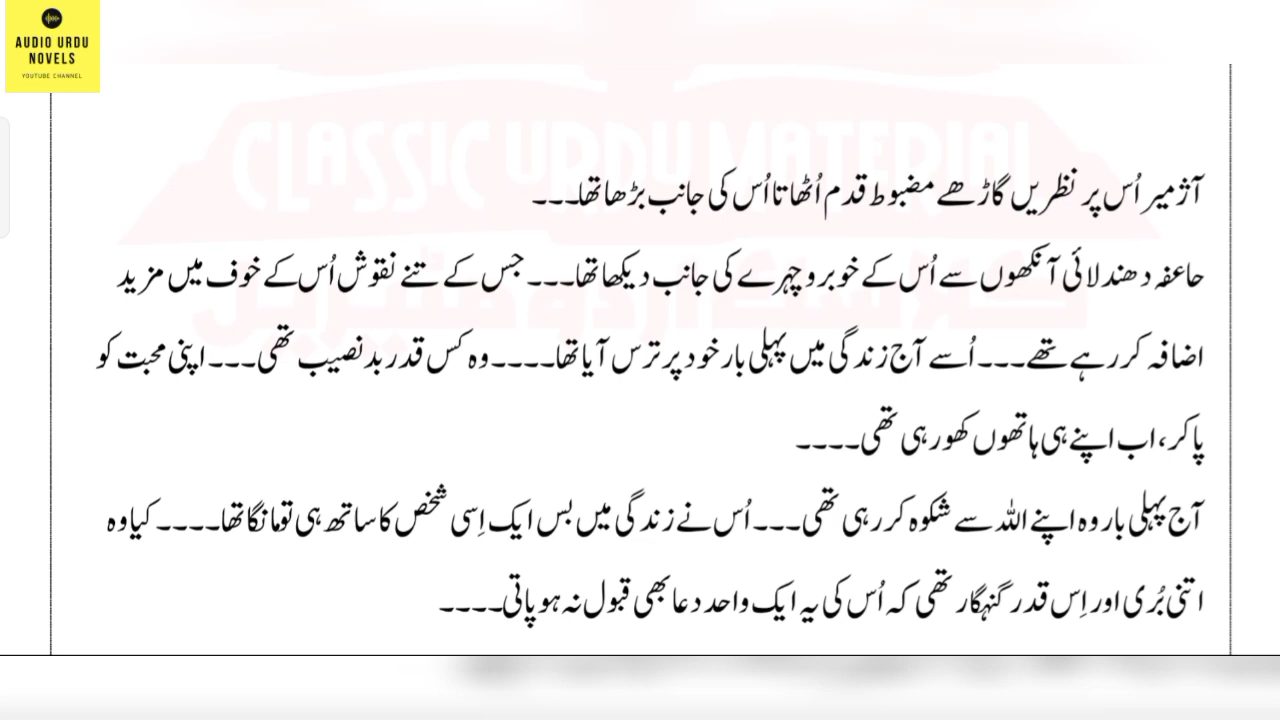 AUDIO URDU
NOVELS
YOUTUBE CHANNEL
CLASSIC URDU MATERIAL
آژمیر اُس پر نظریں گاڑھے مضبوط قدم اُٹھاتا اُس کی جانب بڑھا تھا۔۔۔
حاعفہ دھندلائی آنکھوں سے اُس کے خوبرو چہرے کی جانب دیکھا تھا۔۔۔ جس کے تنے نقوش اُس کے خوف میں مزید
اضافہ کر رہے تھے۔۔۔ اُسے آج زندگی میں پہلی بار خود پر ترس آیا تھا۔۔۔۔وہ کس قدر بد نصیب تھی۔۔۔اپنی محبت کو
پا کر، اب اپنے ہی ہاتھوں کھو رہی تھی۔۔۔۔
آج پہلی بار وہ اپنے اللہ سے شکوہ کر رہی تھی۔۔۔اُس نے زندگی میں بس ایک اِسی شخص کا ساتھ ہی تو مانگا تھا۔۔۔۔ کیا وہ
اتنی بُری اور اِس قدر گنہگار تھی کہ اُس کی یہ ایک واحد دعا بھی قبول نہ ہو پاتی۔۔۔۔